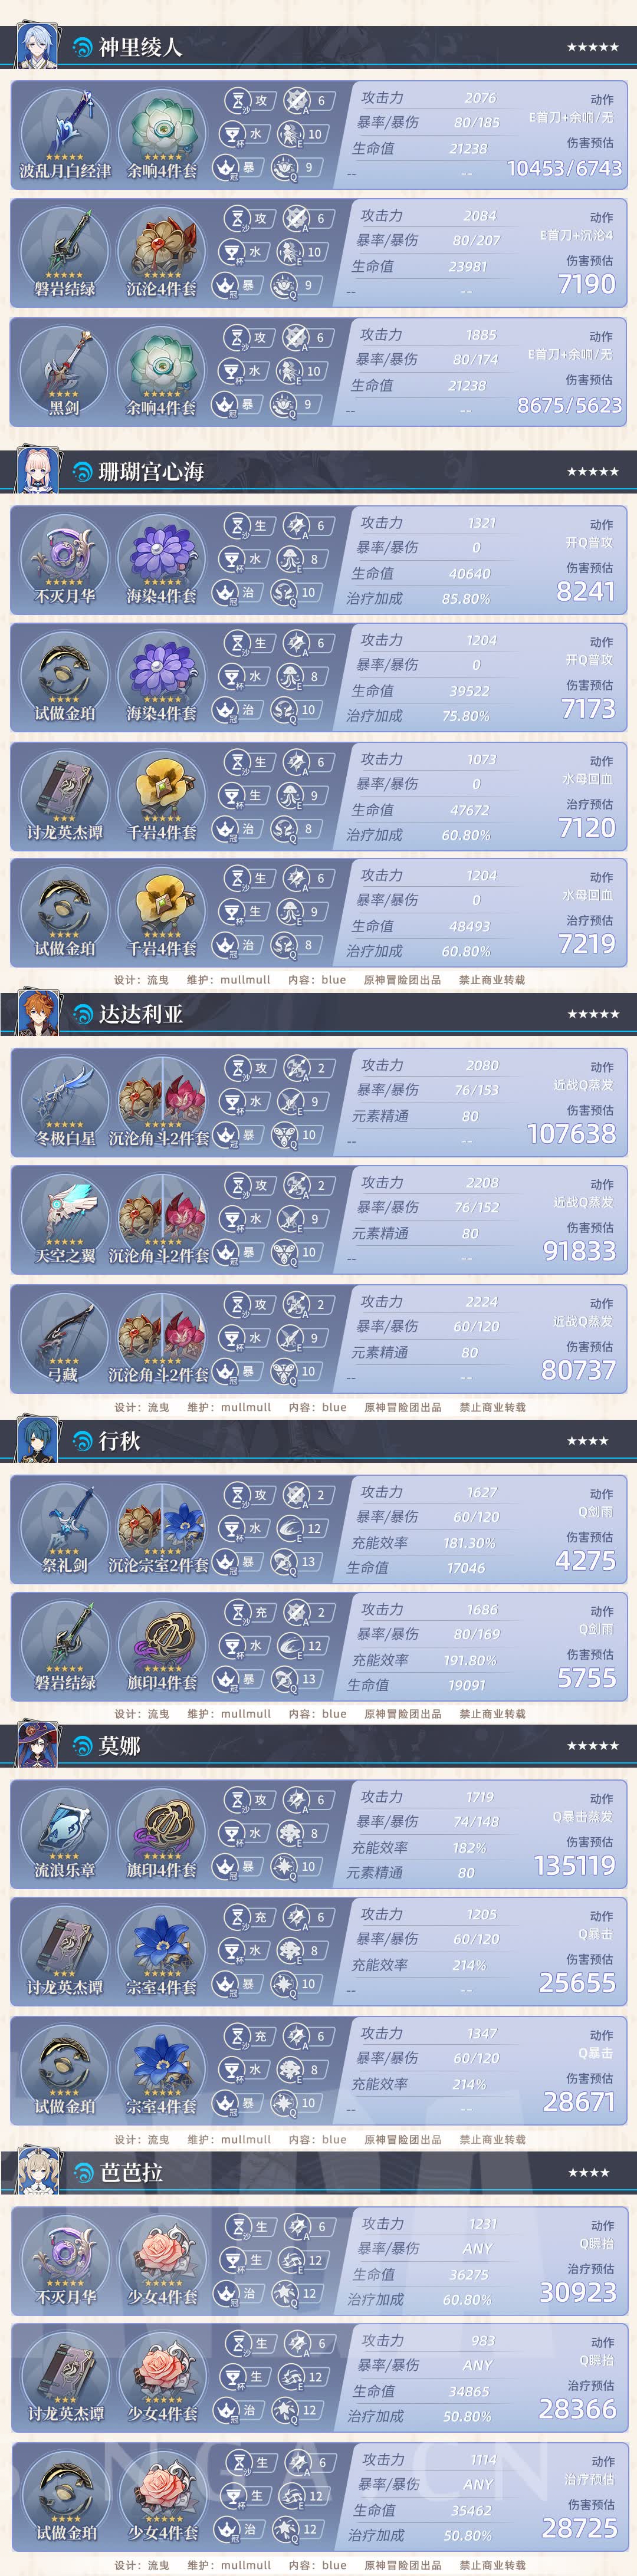 神里绫人
★★★★★
波乱月白经津 余响4件套
沙 攻 A 6
杯 水 E 10
冠 暴 Q 9
攻击力 2076
暴率/暴伤 80/185
生命值 21238
-- --
动作
E首刀+余响/无
伤害预估
10453/6743
磐岩结绿 沉沦4件套
沙 攻 A 6
杯 水 E 10
冠 暴 Q 9
攻击力 2084
暴率/暴伤 80/207
生命值 23981
-- --
动作
E首刀+沉沦4
伤害预估
7190
黑剑 余响4件套
沙 攻 A 6
杯 水 E 10
冠 暴 Q 9
攻击力 1885
暴率/暴伤 80/174
生命值 21238
-- --
动作
E首刀+余响/无
伤害预估
8675/5623
珊瑚宫心海
★★★★★
不灭月华 海染4件套
沙 生 A 6
杯 水 E 8
冠 治 Q 10
攻击力 1321
暴率/暴伤 0
生命值 40640
治疗加成 85.80%
动作
开Q普攻
伤害预估
8241
试做金珀 海染4件套
沙 生 A 6
杯 水 E 8
冠 治 Q 10
攻击力 1204
暴率/暴伤 0
生命值 39522
治疗加成 75.80%
动作
开Q普攻
伤害预估
7173
讨龙英杰谭 千岩4件套
沙 生 A 6
杯 生 E 9
冠 治 Q 8
攻击力 1073
暴率/暴伤 0
生命值 47672
治疗加成 60.80%
动作
水母回血
治疗预估
7120
试做金珀 千岩4件套
沙 生 A 6
杯 生 E 9
冠 治 Q 8
攻击力 1204
暴率/暴伤 0
生命值 48493
治疗加成 60.80%
动作
水母回血
治疗预估
7219
设计：流曳 维护：mullmull 内容：blue 原神冒险团出品 禁止商业转载
达达利亚
★★★★★
冬极白星 沉沦角斗2件套
沙 攻 A 2
杯 水 E 9
冠 暴 Q 10
攻击力 2080
暴率/暴伤 76/153
元素精通 80
-- --
动作
近战Q蒸发
伤害预估
107638
天空之翼 沉沦角斗2件套
沙 攻 A 2
杯 水 E 9
冠 暴 Q 10
攻击力 2208
暴率/暴伤 76/152
元素精通 80
-- --
动作
近战Q蒸发
伤害预估
91833
弓藏 沉沦角斗2件套
沙 攻 A 2
杯 水 E 9
冠 暴 Q 10
攻击力 2224
暴率/暴伤 60/120
元素精通 80
-- --
动作
近战Q蒸发
伤害预估
80737
设计：流曳 维护：mullmull 内容：blue 原神冒险团出品 禁止商业转载
行秋
★★★★
祭礼剑 沉沦宗室2件套
沙 攻 A 2
杯 水 E 12
冠 暴 Q 13
攻击力 1627
暴率/暴伤 60/120
充能效率 181.30%
生命值 17046
动作
Q剑雨
伤害预估
4275
磐岩结绿 旗印4件套
沙 充 A 2
杯 水 E 12
冠 暴 Q 13
攻击力 1686
暴率/暴伤 80/169
充能效率 191.80%
生命值 19091
动作
Q剑雨
伤害预估
5755
设计：流曳 维护：mullmull 内容：blue 原神冒险团出品 禁止商业转载
莫娜
★★★★★
流浪乐章 旗印4件套
沙 攻 A 6
杯 水 E 8
冠 暴 Q 10
攻击力 1719
暴率/暴伤 74/148
充能效率 182%
元素精通 80
动作
Q暴击蒸发
伤害预估
135119
讨龙英杰谭 宗室4件套
沙 充 A 6
杯 水 E 8
冠 暴 Q 10
攻击力 1205
暴率/暴伤 60/120
充能效率 214%
-- --
动作
Q暴击
伤害预估
25655
试做金珀 宗室4件套
沙 充 A 6
杯 水 E 8
冠 暴 Q 10
攻击力 1347
暴率/暴伤 60/120
充能效率 214%
-- --
动作
Q暴击
伤害预估
28671
设计：流曳 维护：mullmull 内容：blue 原神冒险团出品 禁止商业转载
芭芭拉
★★★★
不灭月华 少女4件套
沙 生 A 6
杯 生 E 12
冠 治 Q 12
攻击力 1231
暴率/暴伤 ANY
生命值 36275
治疗加成 60.80%
动作
Q瞬抬
治疗预估
30923
讨龙英杰谭 少女4件套
沙 生 A 6
杯 生 E 12
冠 治 Q 12
攻击力 983
暴率/暴伤 ANY
生命值 34865
治疗加成 50.80%
动作
Q瞬抬
治疗预估
28366
试做金珀 少女4件套
沙 生 A 6
杯 生 E 12
冠 治 Q 12
攻击力 1114
暴率/暴伤 ANY
生命值 35462
治疗加成 50.80%
动作
治疗预估
伤害预估
28725
设计：流曳 维护：mullmull 内容：blue 原神冒险团出品 禁止商业转载